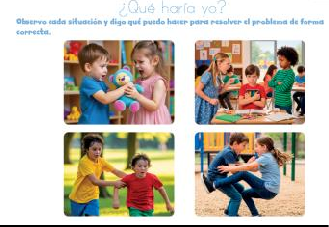 ¿Qué haría yo?
Observo cada situación y digo qué puedo hacer para resolver el problema de forma
correcta.